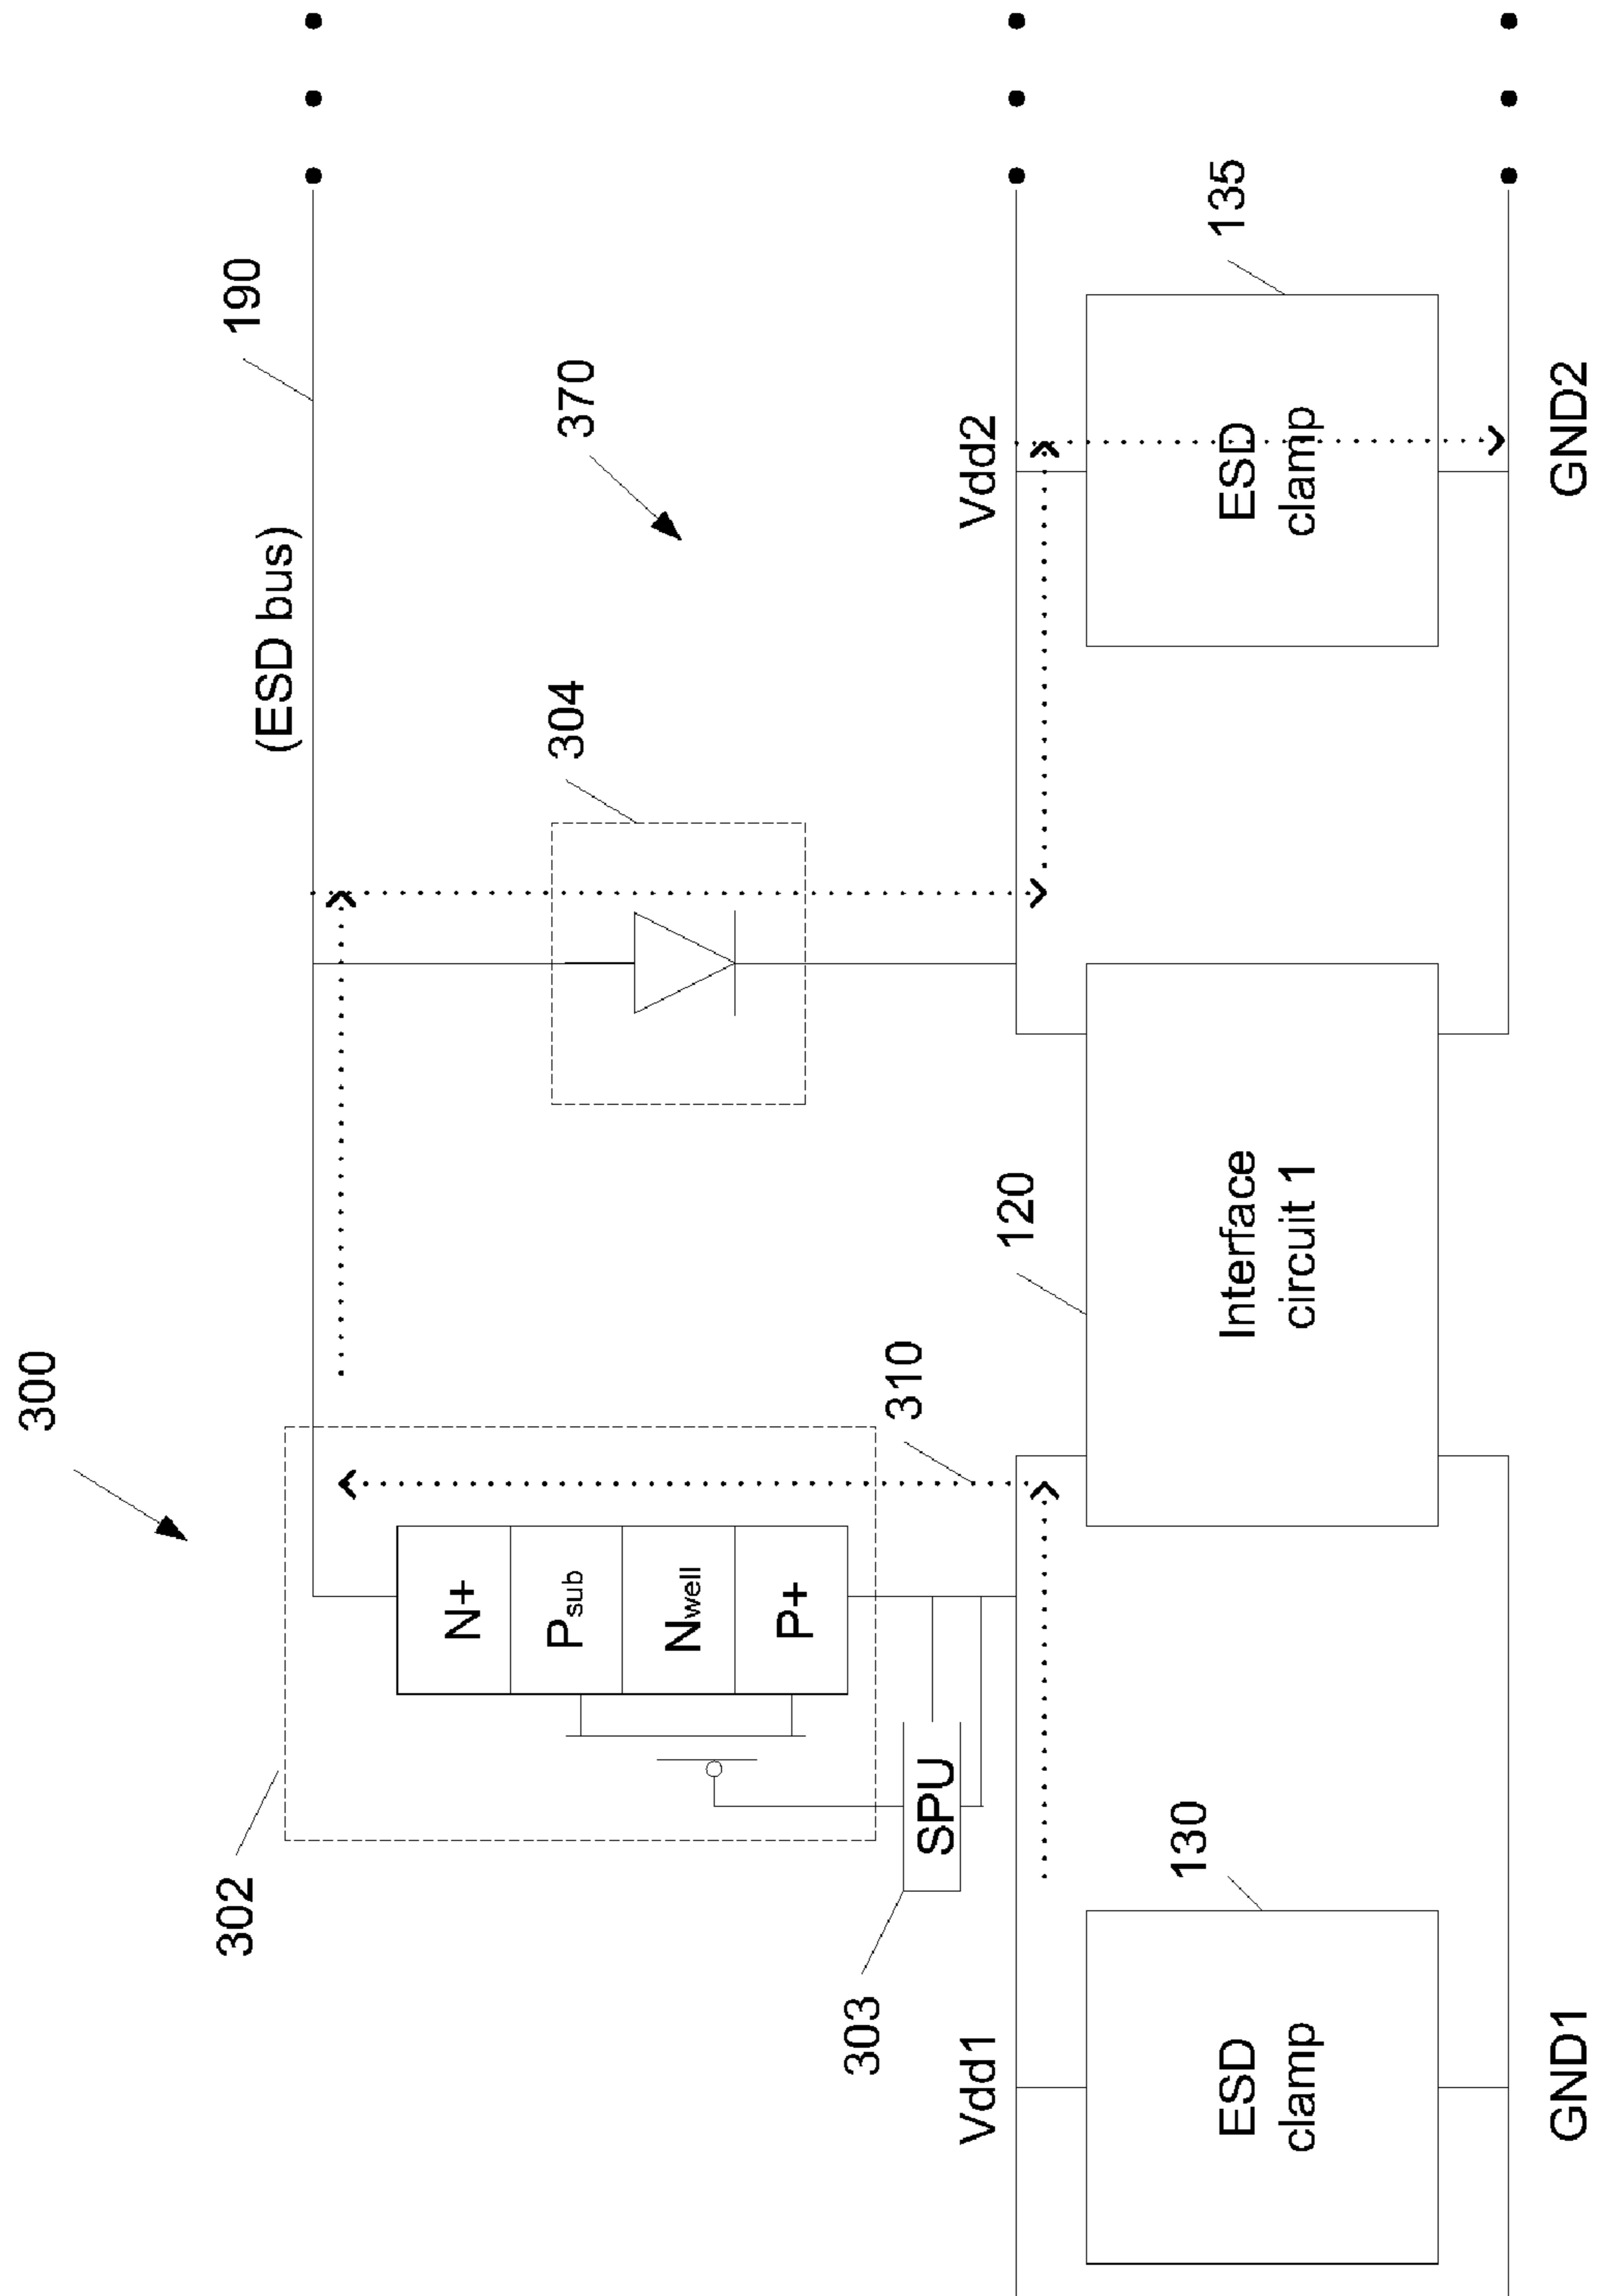 300
190
(ESD bus)
302
N+
Psub
Nwell
P+
304
370
303
SPU
310
Vdd1
120
Vdd2
130
ESD
clamp
Interface
circuit 1
135
ESD
clamp
GND1
GND2